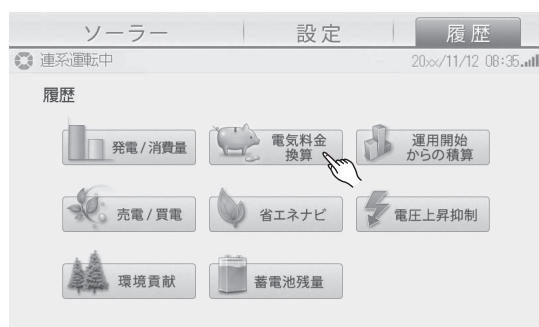 ソーラー 設定 履歴
連系運転中 20xx/11/12 08:35
履歴
発電/消費量 電気料金 運用開始
換算 からの積算
売電/買電 省エネナビ 電圧上昇抑制
環境貢献 蓄電池残量